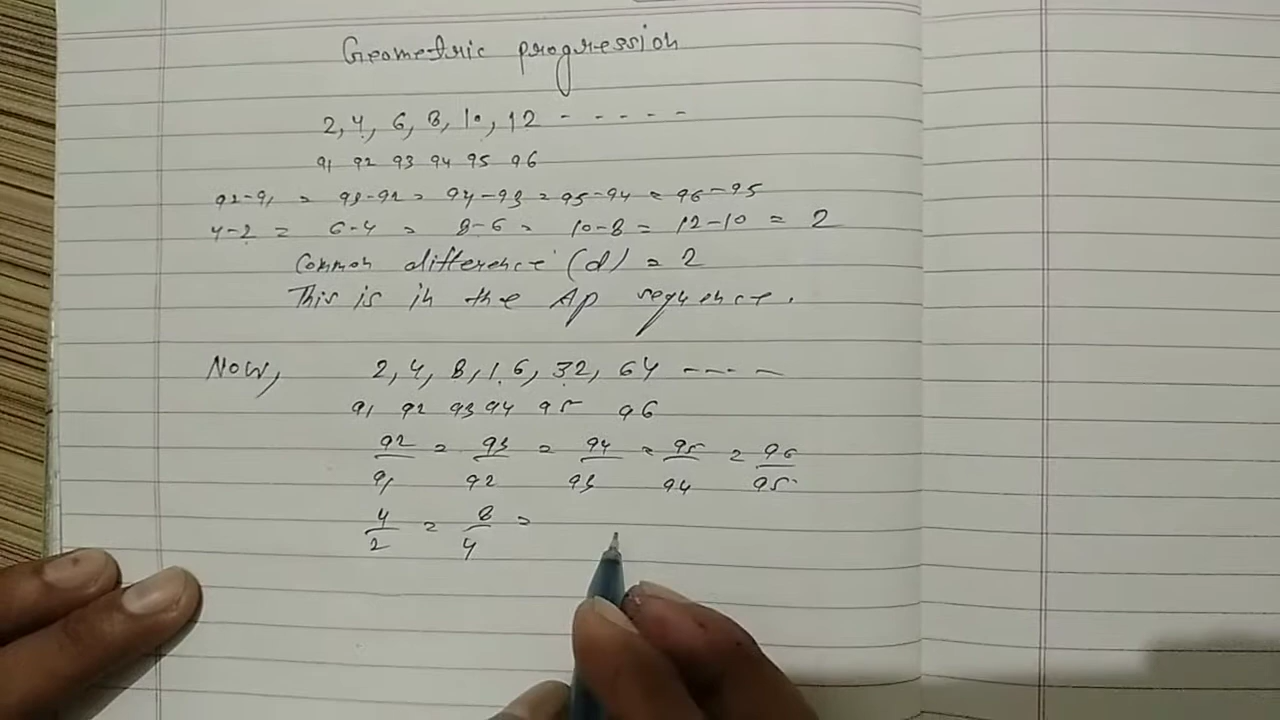 Geometric progression
2, 4, 6, 8, 10, 12 - - - - -
a1 a2 a3 a4 a5 a6
a2-a1 = a3-a2 = a4-a3 = a5-a4 = a6-a5
4-2 = 6-4 = 8-6 = 10-8 = 12-10 = 2
Common difference (d) = 2
This is in the Ap sequence.
Now, 2, 4, 8, 16, 32, 64 - - - -
a1 a2 a3 a4 a5 a6
a2/a1 = a3/a2 = a4/a3 = a5/a4 = a6/a5
4/2 = 8/4 =